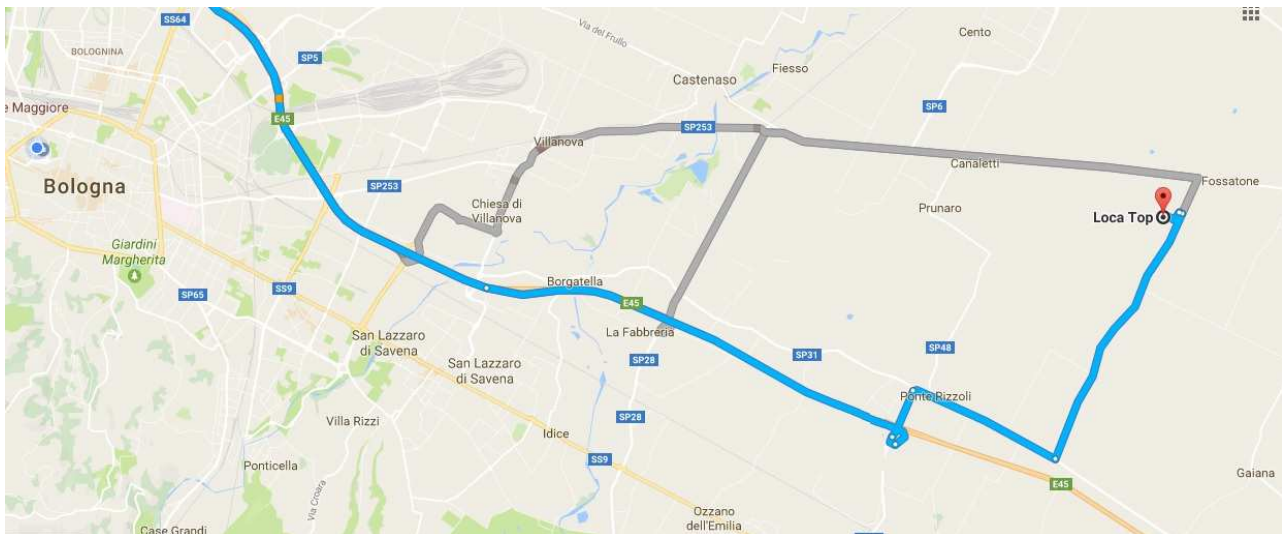 SS64
Via del Frullo
Cento
BOLOGNINA
SP5
Fiesso
Castenaso
e Maggiore
SP6
E45
SP253
Villanova
Canaletti
Bologna
SP253
Fossatone
Chiesa di
Villanova
Prunaro
Loca Top
Giardini
Margherita
SP65
SS9
Borgatella
E45
San Lazzaro
di Savena
La Fabbreria
SP28
SP31
SP48
San Lazzaro
di Savena
Ponte Rizzoli
Villa Rizzi
SP28
Idice
Ponticella
SS9
Gaiana
E45
Via Croara
Ozzano
dell'Emilia
Case Grandi